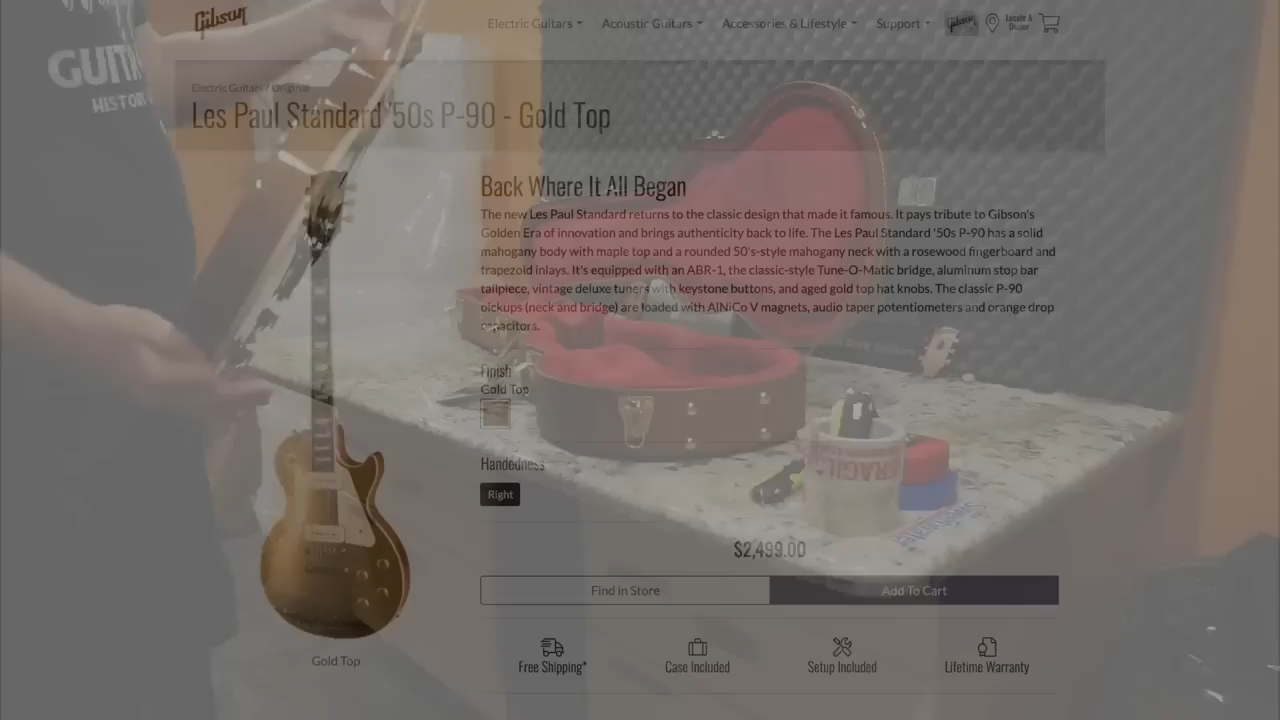 Gibson
Electric Guitars
Acoustic Guitars
Accessories & Lifestyle
Support
Locate A
Dealer
GUIT
HISTOR
Electric Guitars / Original
Les Paul Standard '50s P-90 - Gold Top
Back Where It All Began
The new Les Paul Standard returns to the classic design that made it famous. It pays tribute to Gibson's
Golden Era of innovation and brings authenticity back to life. The Les Paul Standard '50s P-90 has a solid
mahogany body with maple top and a rounded 50's-style mahogany neck with a rosewood fingerboard and
trapezoid inlays. It's equipped with an ABR-1, the classic-style Tune-O-Matic bridge, aluminum stop bar
tailpiece, vintage deluxe tuners with keystone buttons, and aged gold top hat knobs. The classic P-90
pickups (neck and bridge) are loaded with AlNiCo V magnets, audio taper potentiometers and orange drop
capacitors.
Finish
Gold Top
Handedness
Right
FRAGILE
Sweetwater
$2,499.00
Find in Store
Add To Cart
Gold Top
Free Shipping*
Case Included
Setup Included
Lifetime Warranty